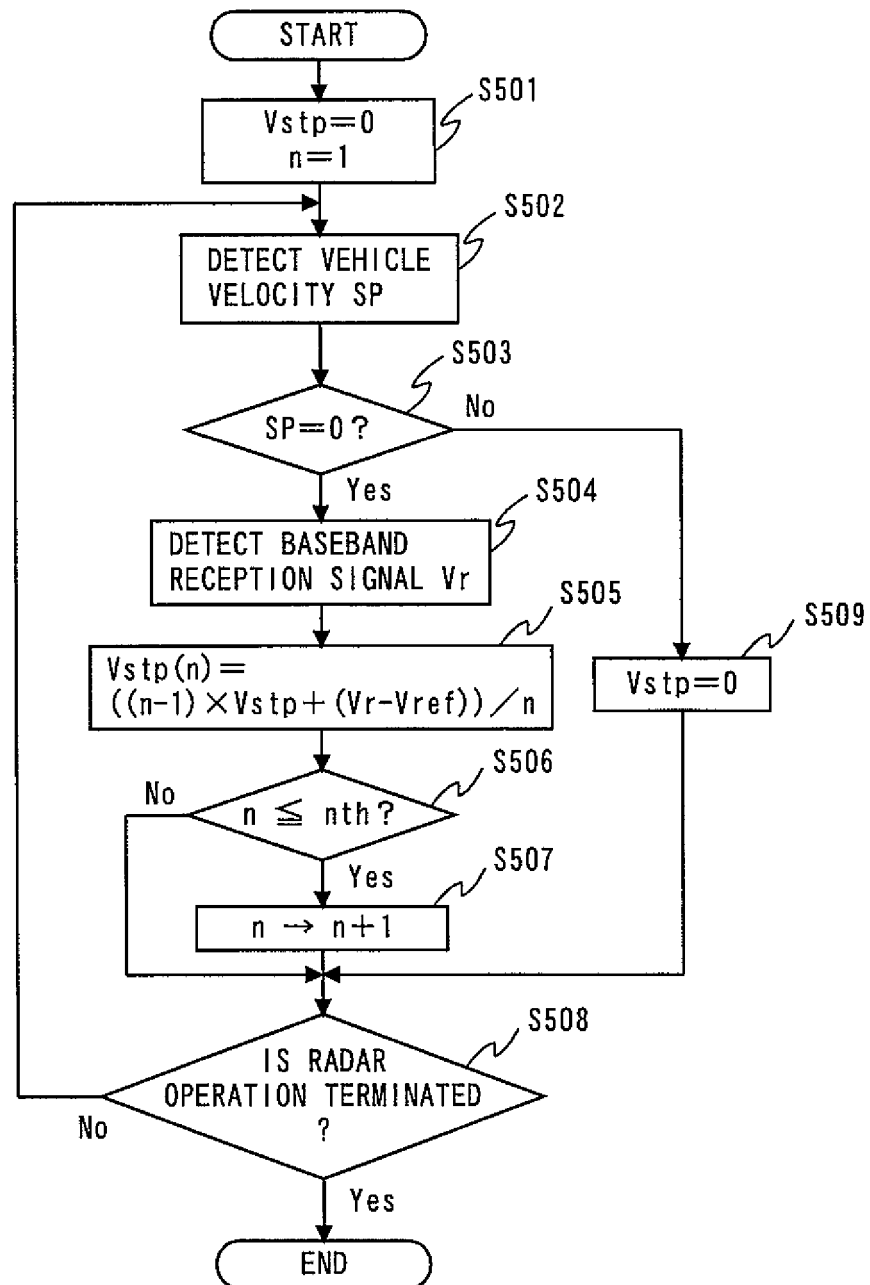 START
S501
Vstp=0
n=1
S502
DETECT VEHICLE
VELOCITY SP
S503
SP=0?
No
Yes
S504
DETECT BASEBAND
RECEPTION SIGNAL Vr
S505
Vstp(n)=
((n-1)×Vstp+(Vr-Vref))/n
S509
Vstp=0
S506
n ≦ nth?
No
Yes
S507
n → n+1
S508
IS RADAR
OPERATION TERMINATED
?
No
Yes
END